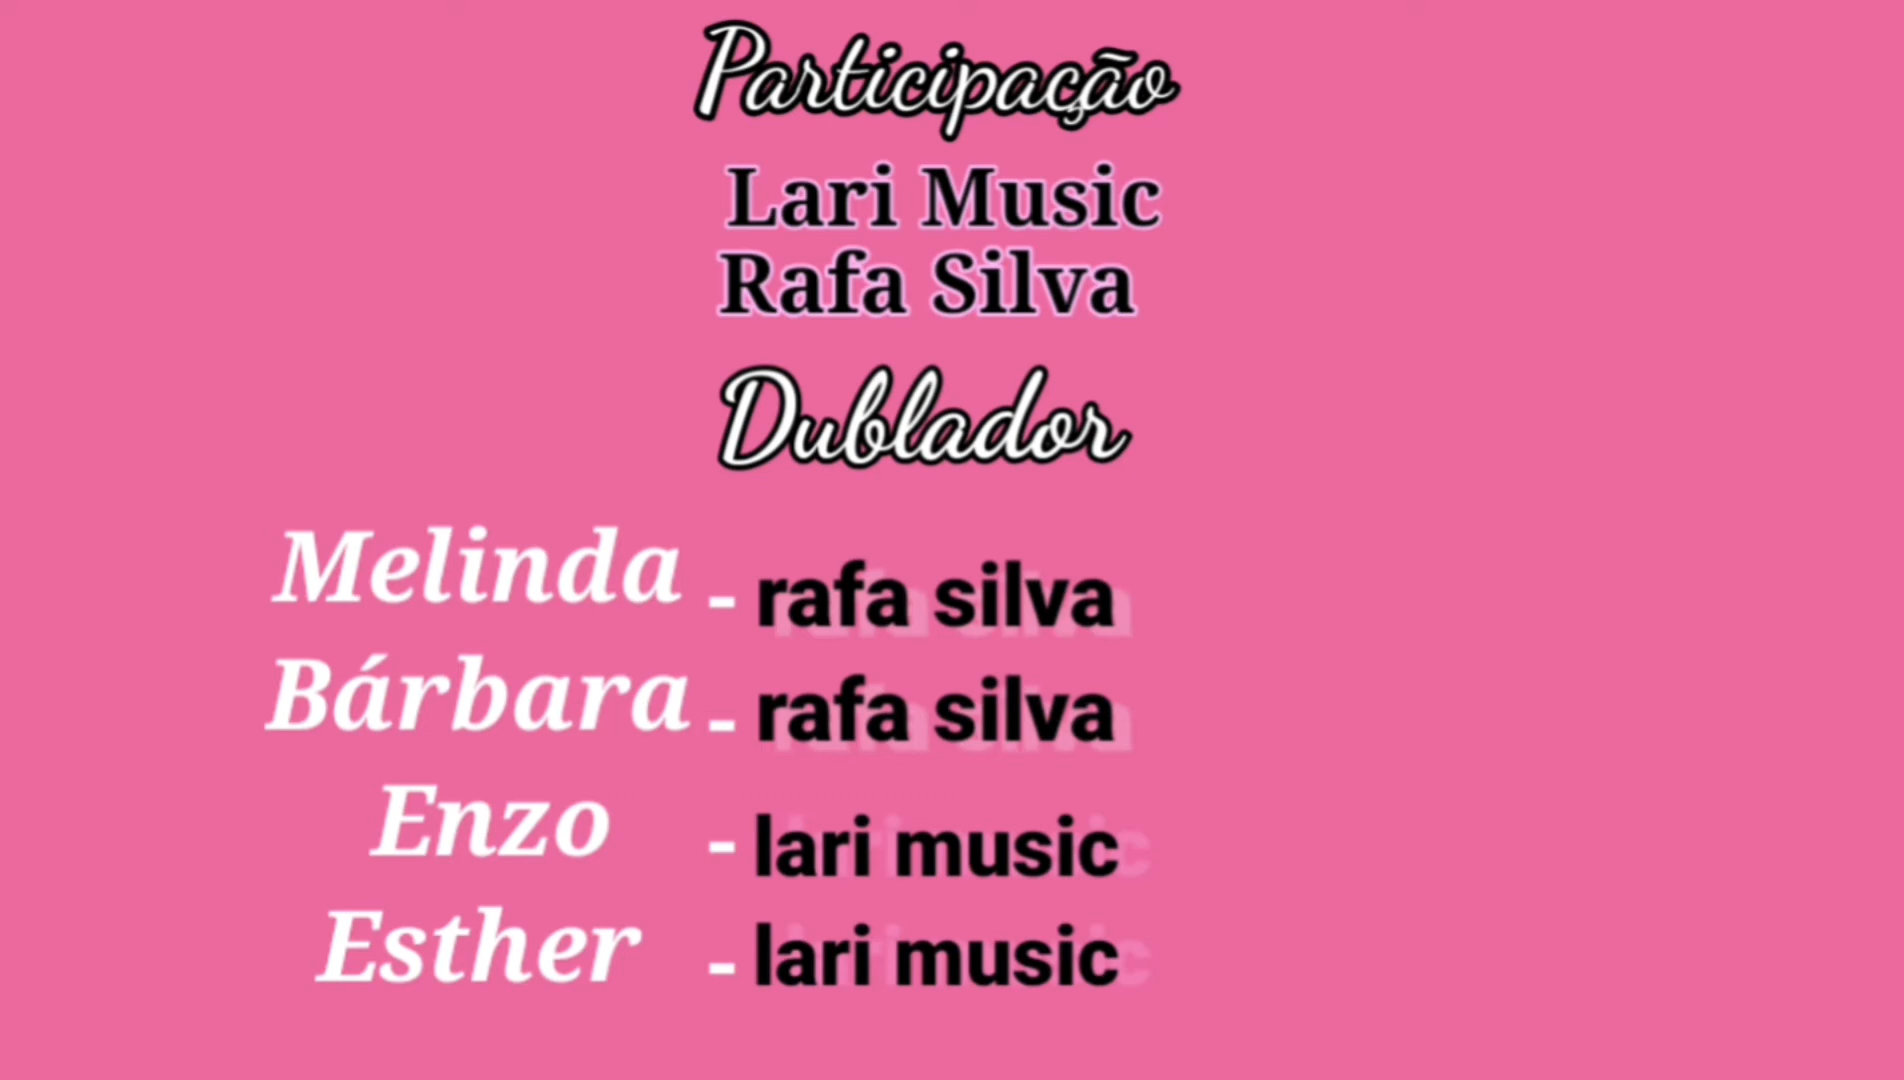 Participação
Lari Music
Rafa Silva
Dublador
Melinda - rafa silva
Bárbara - rafa silva
Enzo - lari music
Esther - lari music